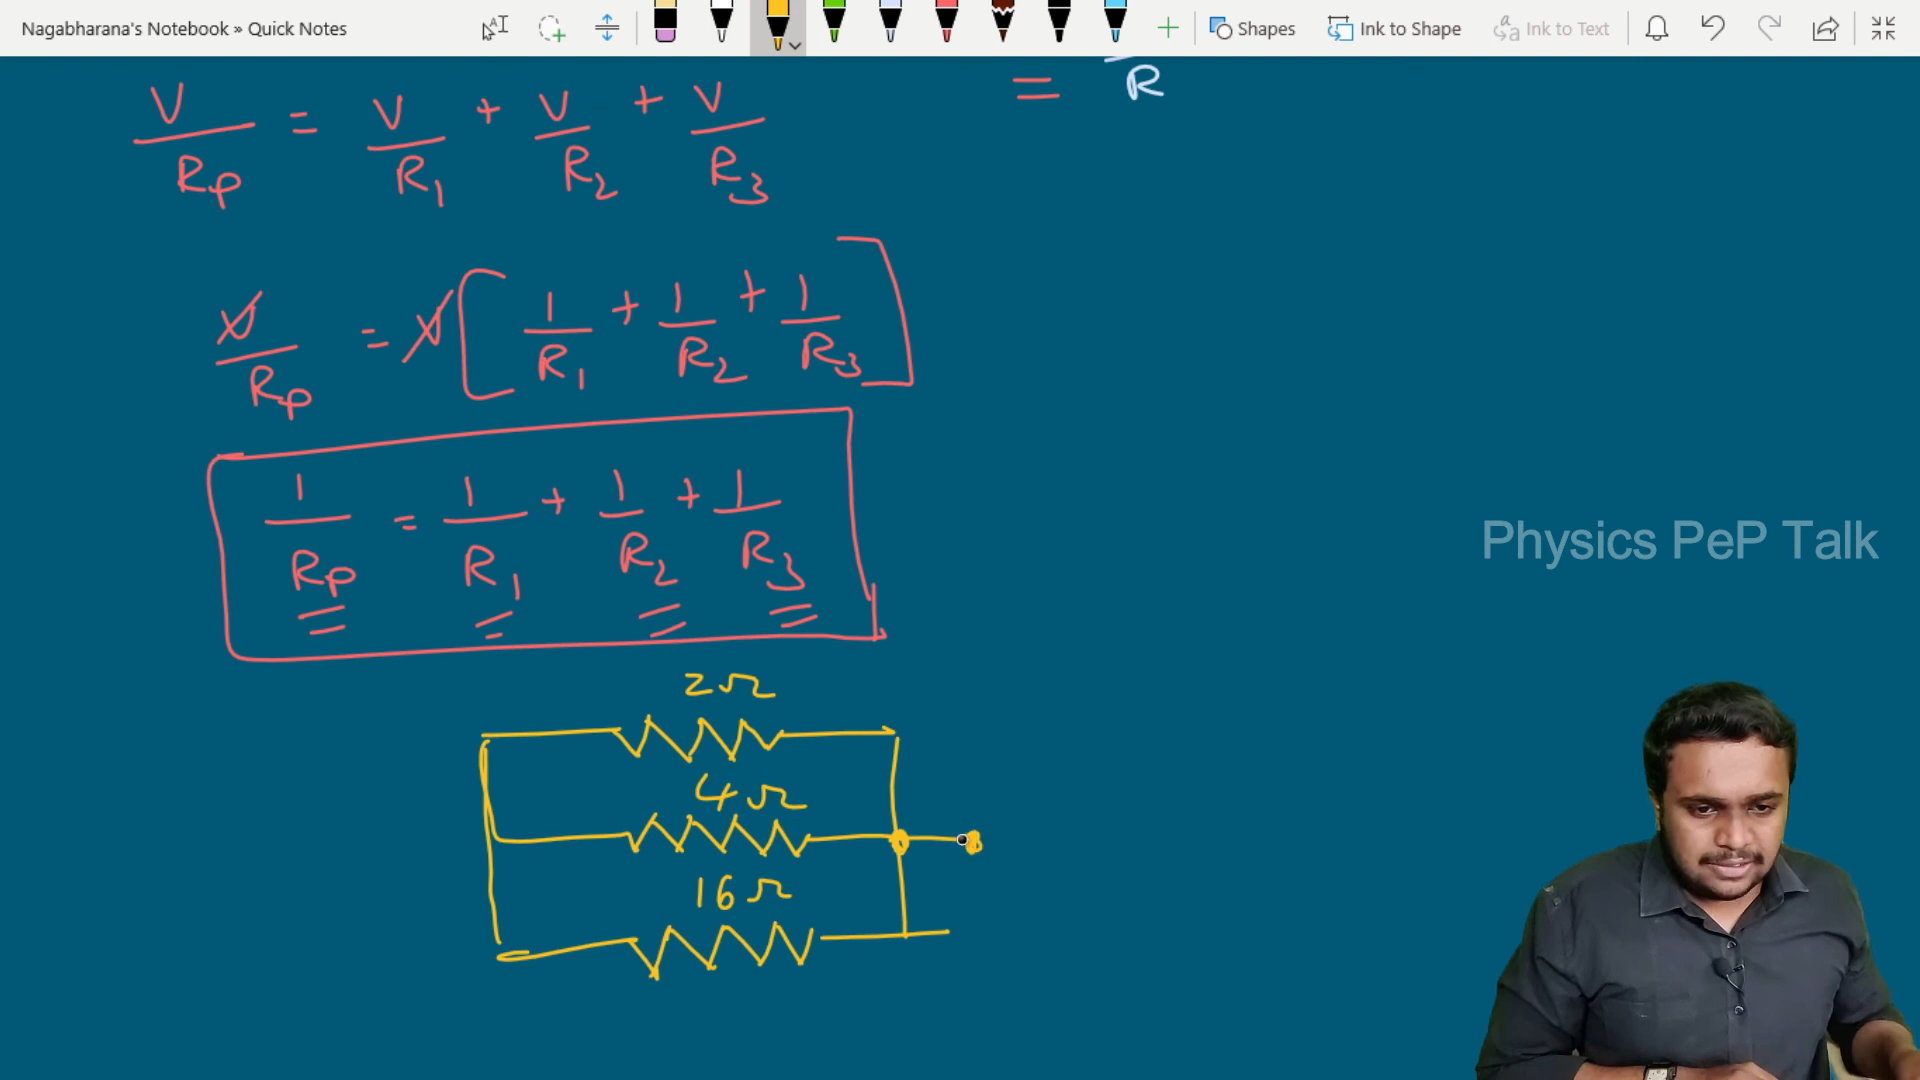 Nagabharana's Notebook » Quick Notes
Shapes
Ink to Shape
Ink to Text
V/Rp = V/R1 + V/R2 + V/R3
= /R
V/Rp = V[1/R1 + 1/R2 + 1/R3]
1/Rp = 1/R1 + 1/R2 + 1/R3
Physics PeP Talk
2Ω
4Ω
16Ω